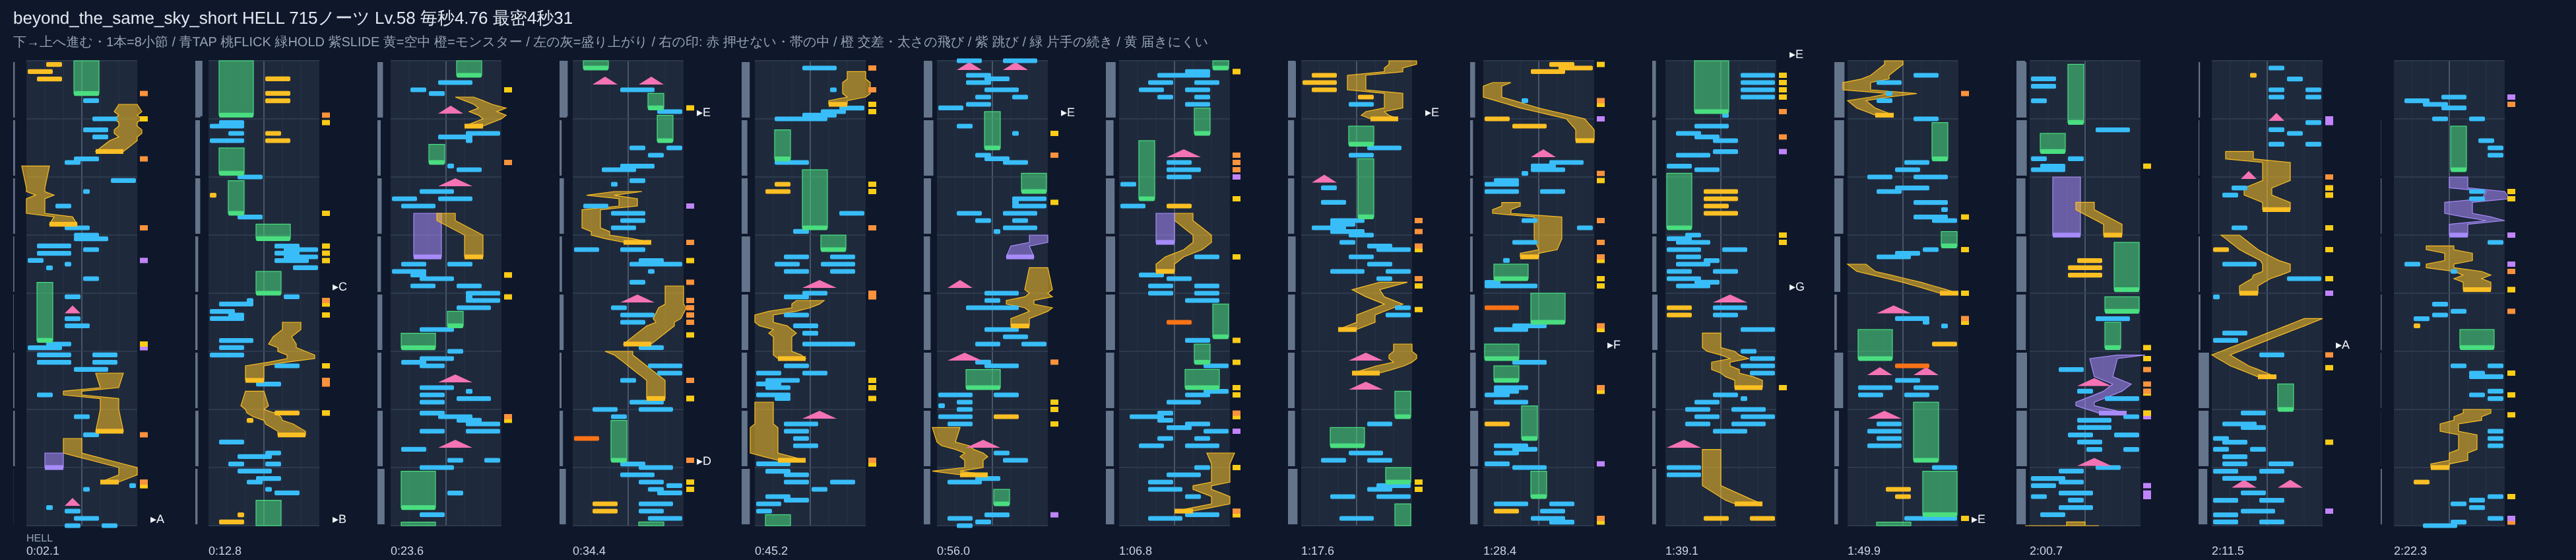 beyond_the_same_sky_short HELL 715ノーツ Lv.58 毎秒4.76 最密4秒31
下→上へ進む・1本=8小節 / 青TAP 桃FLICK 緑HOLD 紫SLIDE 黄=空中 橙=モンスター / 左の灰=盛り上がり / 右の印: 赤 押せない・帯の中 / 橙 交差・太さの飛び / 紫 跳び / 緑 片手の続き / 黄 届きにくい
▸E
▸E
▸E
▸E
▸C
▸G
▸F
▸A
▸D
▸A
▸B
▸E
HELL
0:02.1
0:12.8
0:23.6
0:34.4
0:45.2
0:56.0
1:06.8
1:17.6
1:28.4
1:39.1
1:49.9
2:00.7
2:11.5
2:22.3